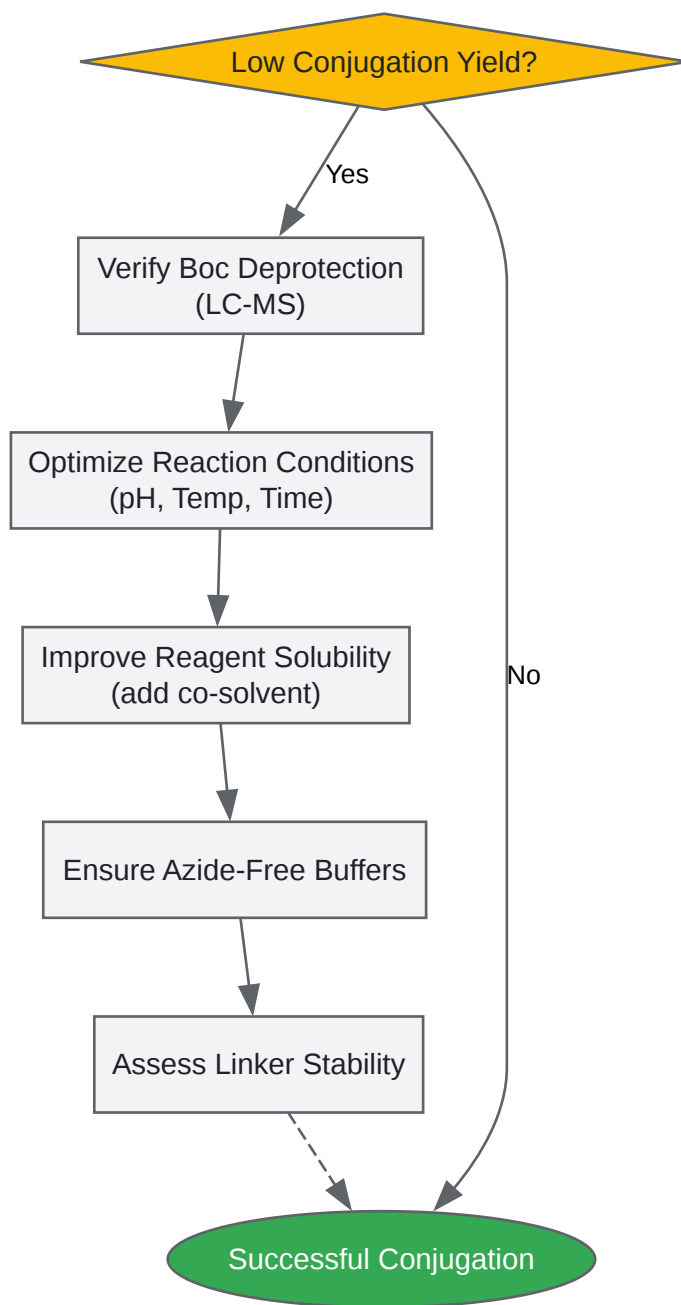 Low Conjugation Yield?
Yes
Verify Boc Deprotection
(LC-MS)
Optimize Reaction Conditions
(pH, Temp, Time)
Improve Reagent Solubility
(add co-solvent)
No
Ensure Azide-Free Buffers
Assess Linker Stability
Successful Conjugation